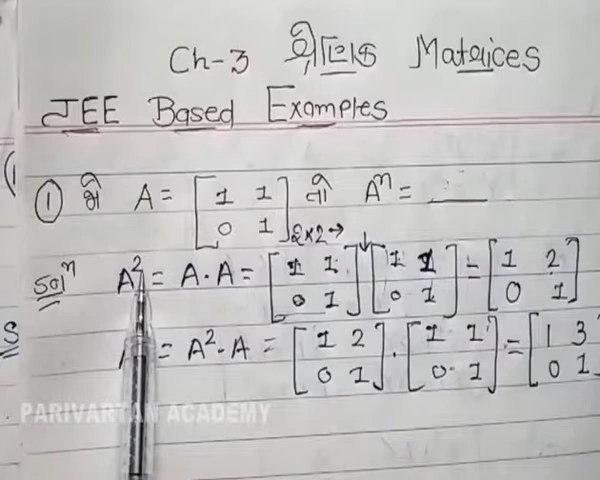 Ch-3 શ્રેણિક Matrices
JEE Based Examples
① જો A = [1 1; 0 1]2×2 → તો Aⁿ = ___
Solⁿ A² = A·A = [1 1; 0 1] [1 1; 0 1] = [1 2; 0 1]
= A²·A = [1 2; 0 1] · [1 1; 0 1] = [1 3; 0 1
S
PARIVARTAN ACADEMY